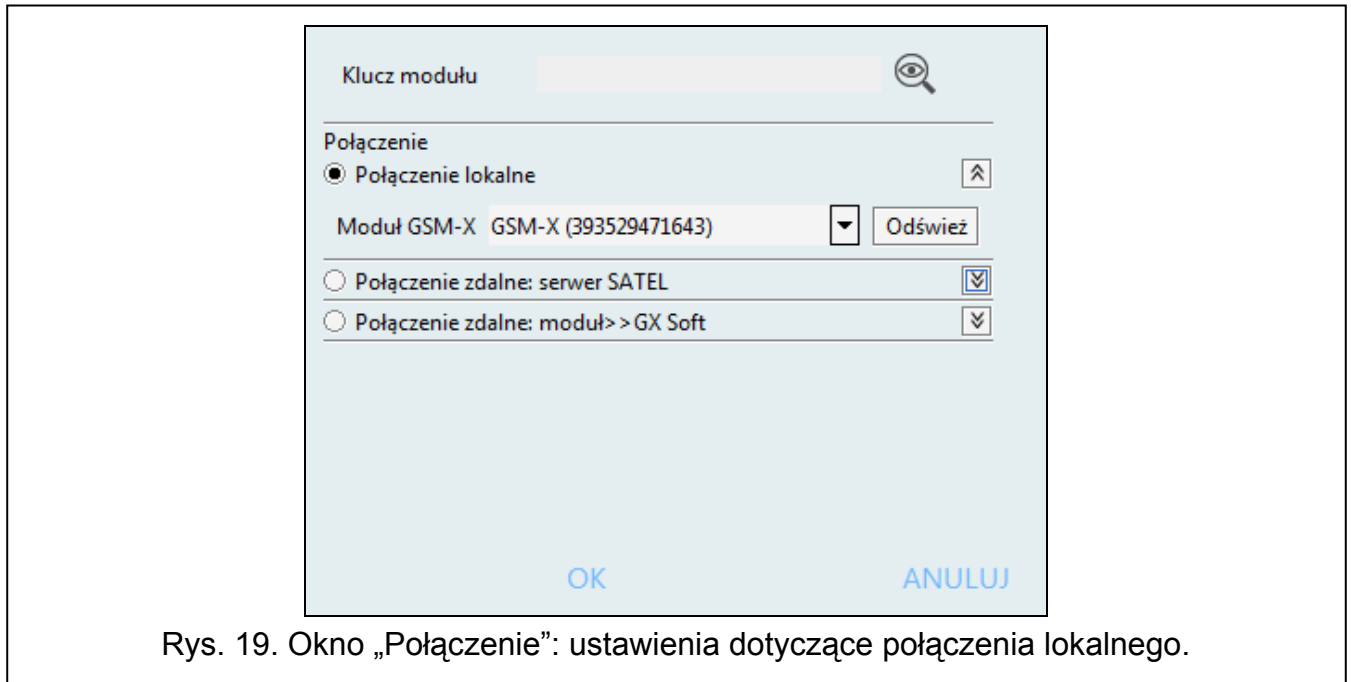 Klucz modułu
Połączenie
Połączenie lokalne
Moduł GSM-X GSM-X (393529471643) Odśwież
Połączenie zdalne: serwer SATEL
Połączenie zdalne: moduł>>GX Soft
OK ANULUJ
Rys. 19. Okno „Połączenie”: ustawienia dotyczące połączenia lokalnego.